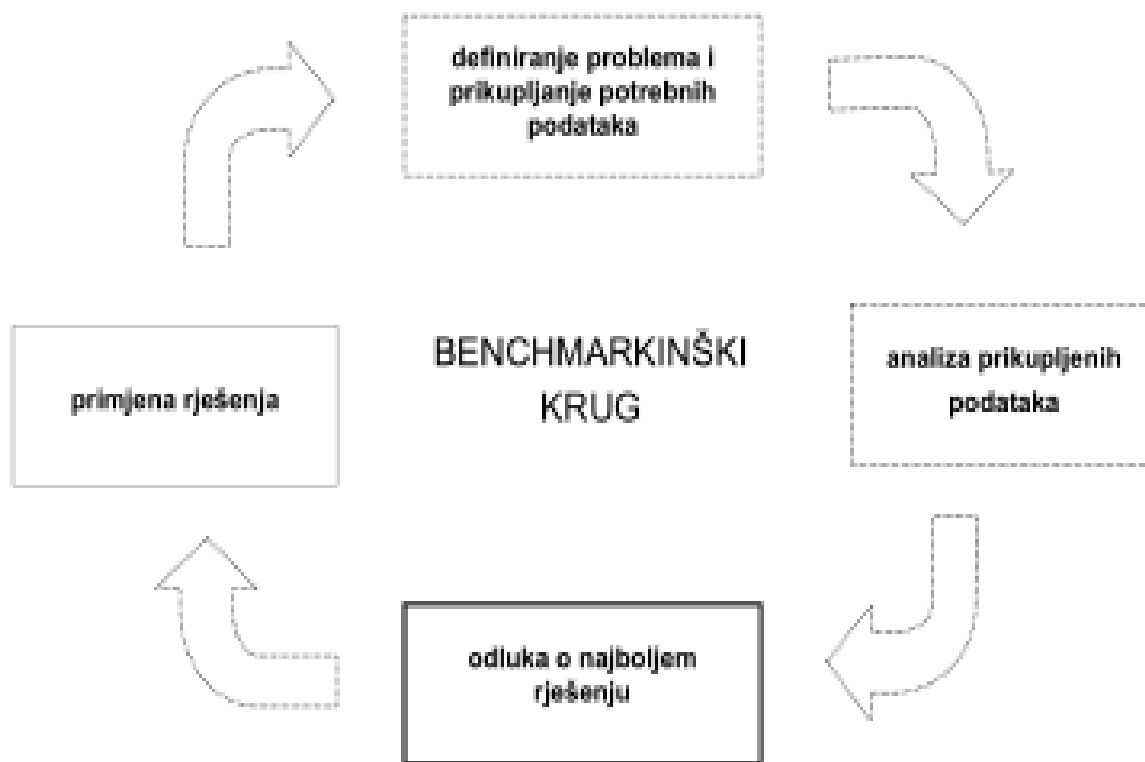 definiranje problema i
prikupljanje potrebnih
podataka
analiza prikupljenih
podataka
BENCHMARKINŠKI
KRUG
primjena rješenja
odluka o najboljem
rješenju